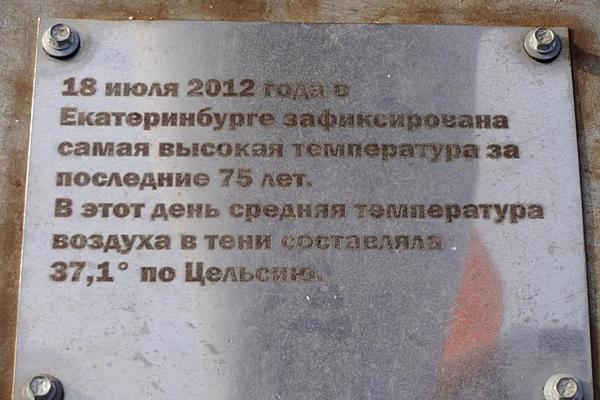 18 июля 2012 года в
Екатеринбурге зафиксирована
самая высокая температура за
последние 75 лет.
В этот день средняя температура
воздуха в тени составляла
37,1° по Цельсию.